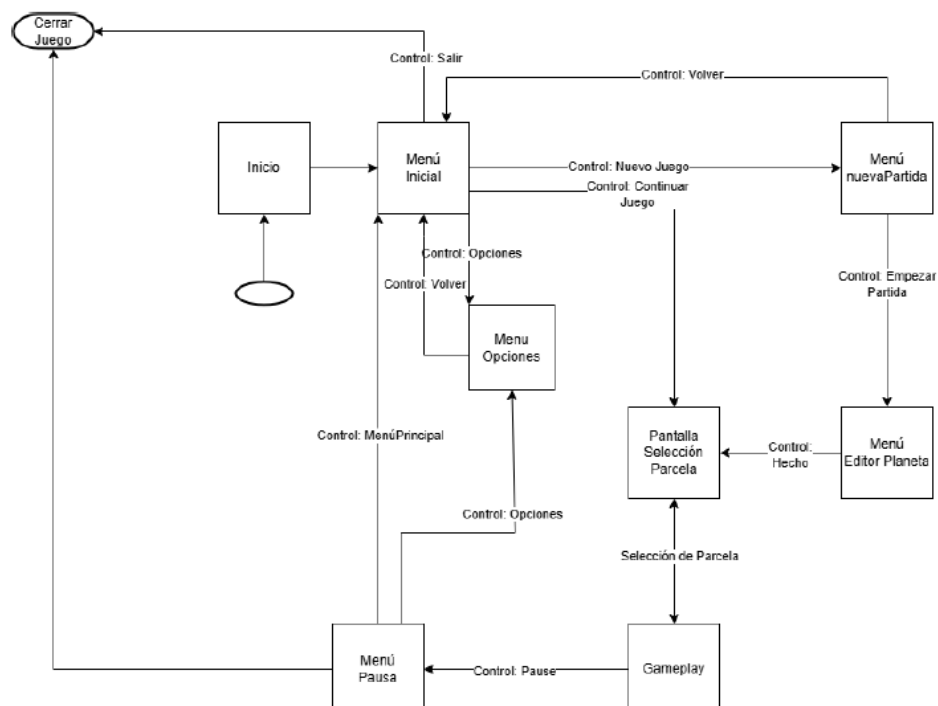 Cerrar
Juego
Control: Salir
Control: Volver
Inicio
Menú
Inicial
Control: Nuevo Juego
Control: Continuar
Juego
Menú
nuevaPartida
Control: Opciones
Control: Volver
Control: Empezar
Partida
Menu
Opciones
Control: MenúPrincipal
Pantalla
Selección
Parcela
Control:
Hecho
Menú
Editor Planeta
Control: Opciones
Selección de Parcela
Menú
Pausa
Control: Pause
Gameplay